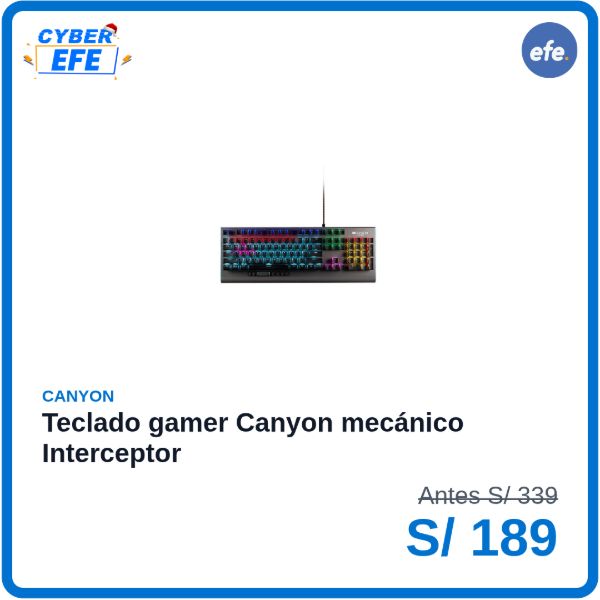 CYBER
EFE
efe.
CANYON
Teclado gamer Canyon mecánico
Interceptor
Antes S/ 339
S/ 189